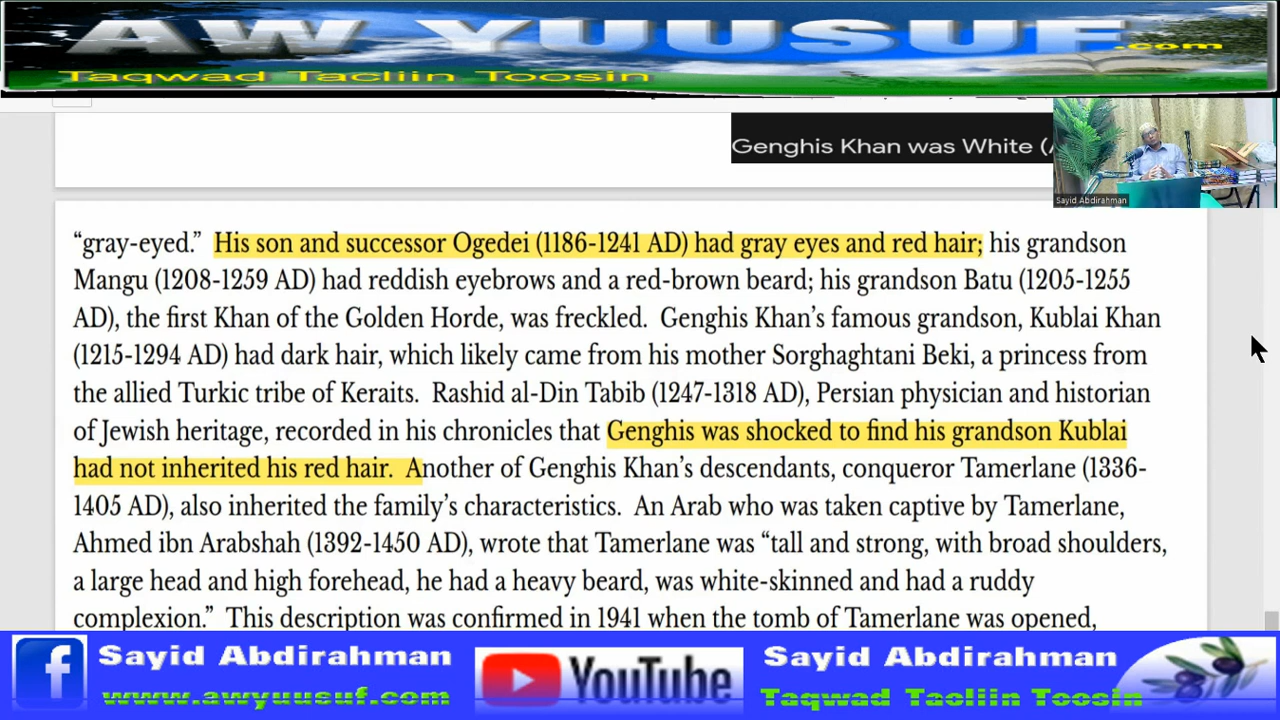 AW YUUSUF.com
Taqwad Tacliin Toosin
Genghis Khan was White (
Sayid Abdirahman
“gray-eyed.” His son and successor Ogedei (1186-1241 AD) had gray eyes and red hair; his grandson
Mangu (1208-1259 AD) had reddish eyebrows and a red-brown beard; his grandson Batu (1205-1255
AD), the first Khan of the Golden Horde, was freckled. Genghis Khan’s famous grandson, Kublai Khan
(1215-1294 AD) had dark hair, which likely came from his mother Sorghaghtani Beki, a princess from
the allied Turkic tribe of Keraits. Rashid al-Din Tabib (1247-1318 AD), Persian physician and historian
of Jewish heritage, recorded in his chronicles that Genghis was shocked to find his grandson Kublai
had not inherited his red hair. Another of Genghis Khan’s descendants, conqueror Tamerlane (1336-
1405 AD), also inherited the family’s characteristics. An Arab who was taken captive by Tamerlane,
Ahmed ibn Arabshah (1392-1450 AD), wrote that Tamerlane was “tall and strong, with broad shoulders,
a large head and high forehead, he had a heavy beard, was white-skinned and had a ruddy
complexion.” This description was confirmed in 1941 when the tomb of Tamerlane was opened,
f Sayid Abdirahman
www.awyuusuf.com
YouTube
Sayid Abdirahman
Taqwad Tacliin Toosin